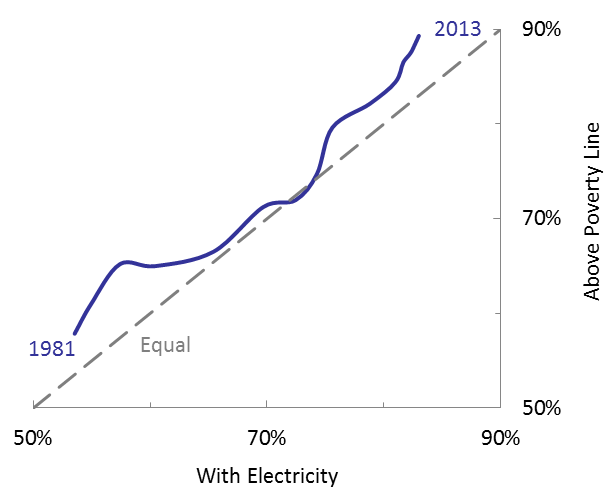 2013
90%
Above Poverty Line
70%
1981
Equal
50%
50%
70%
90%
With Electricity